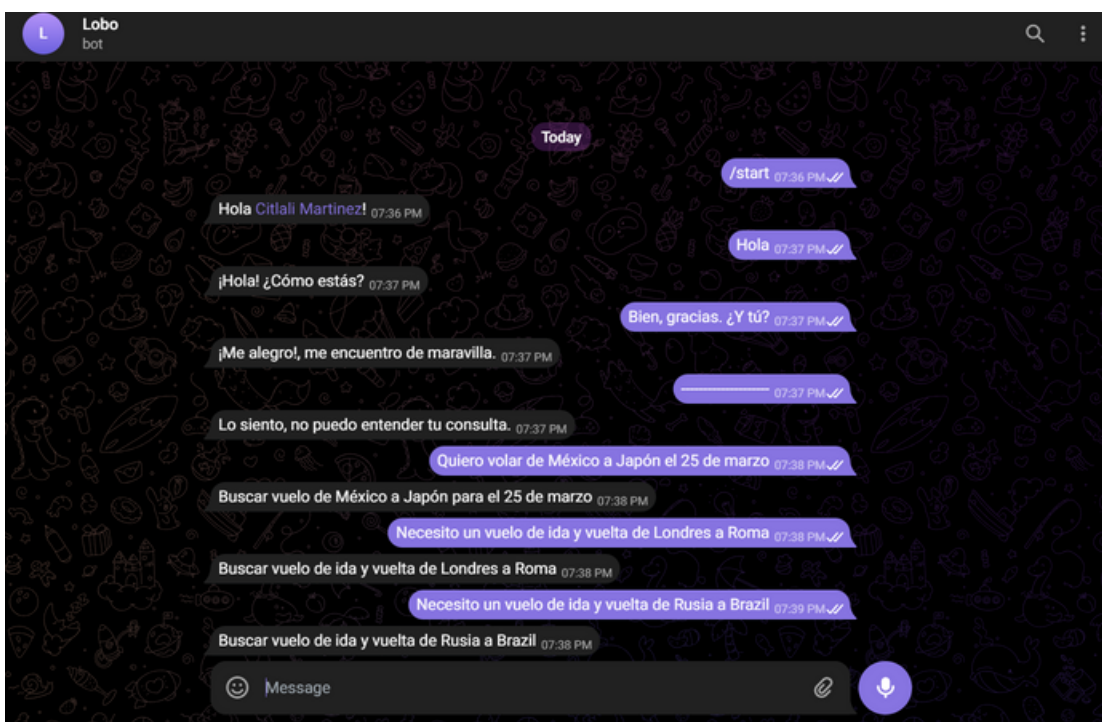 L
Lobo
bot
Today
/start 07:36 PM
Hola Citlali Martinez! 07:36 PM
Hola 07:37 PM
¡Hola! ¿Cómo estás? 07:37 PM
Bien, gracias. ¿Y tú? 07:37 PM
¡Me alegro!, me encuentro de maravilla. 07:37 PM
07:37 PM
Lo siento, no puedo entender tu consulta. 07:37 PM
Quiero volar de México a Japón el 25 de marzo 07:38 PM
Buscar vuelo de México a Japón para el 25 de marzo 07:38 PM
Necesito un vuelo de ida y vuelta de Londres a Roma 07:38 PM
Buscar vuelo de ida y vuelta de Londres a Roma 07:38 PM
Necesito un vuelo de ida y vuelta de Rusia a Brazil 07:39 PM
Buscar vuelo de ida y vuelta de Rusia a Brazil 07:38 PM
Message